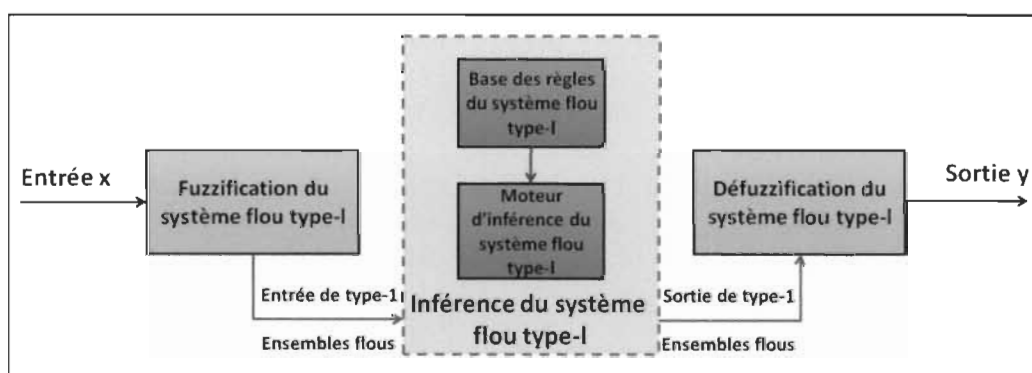 Entrée x
Fuzzification du
système flou type-I
Entrée de type-1
Ensembles flous
Base des règles
du système flou
type-I
Moteur
d'inférence du
système flou
type-I
Inférence du système
flou type-I
Sortie de type-1
Ensembles flous
Défuzzification du
système flou type-I
Sortie y